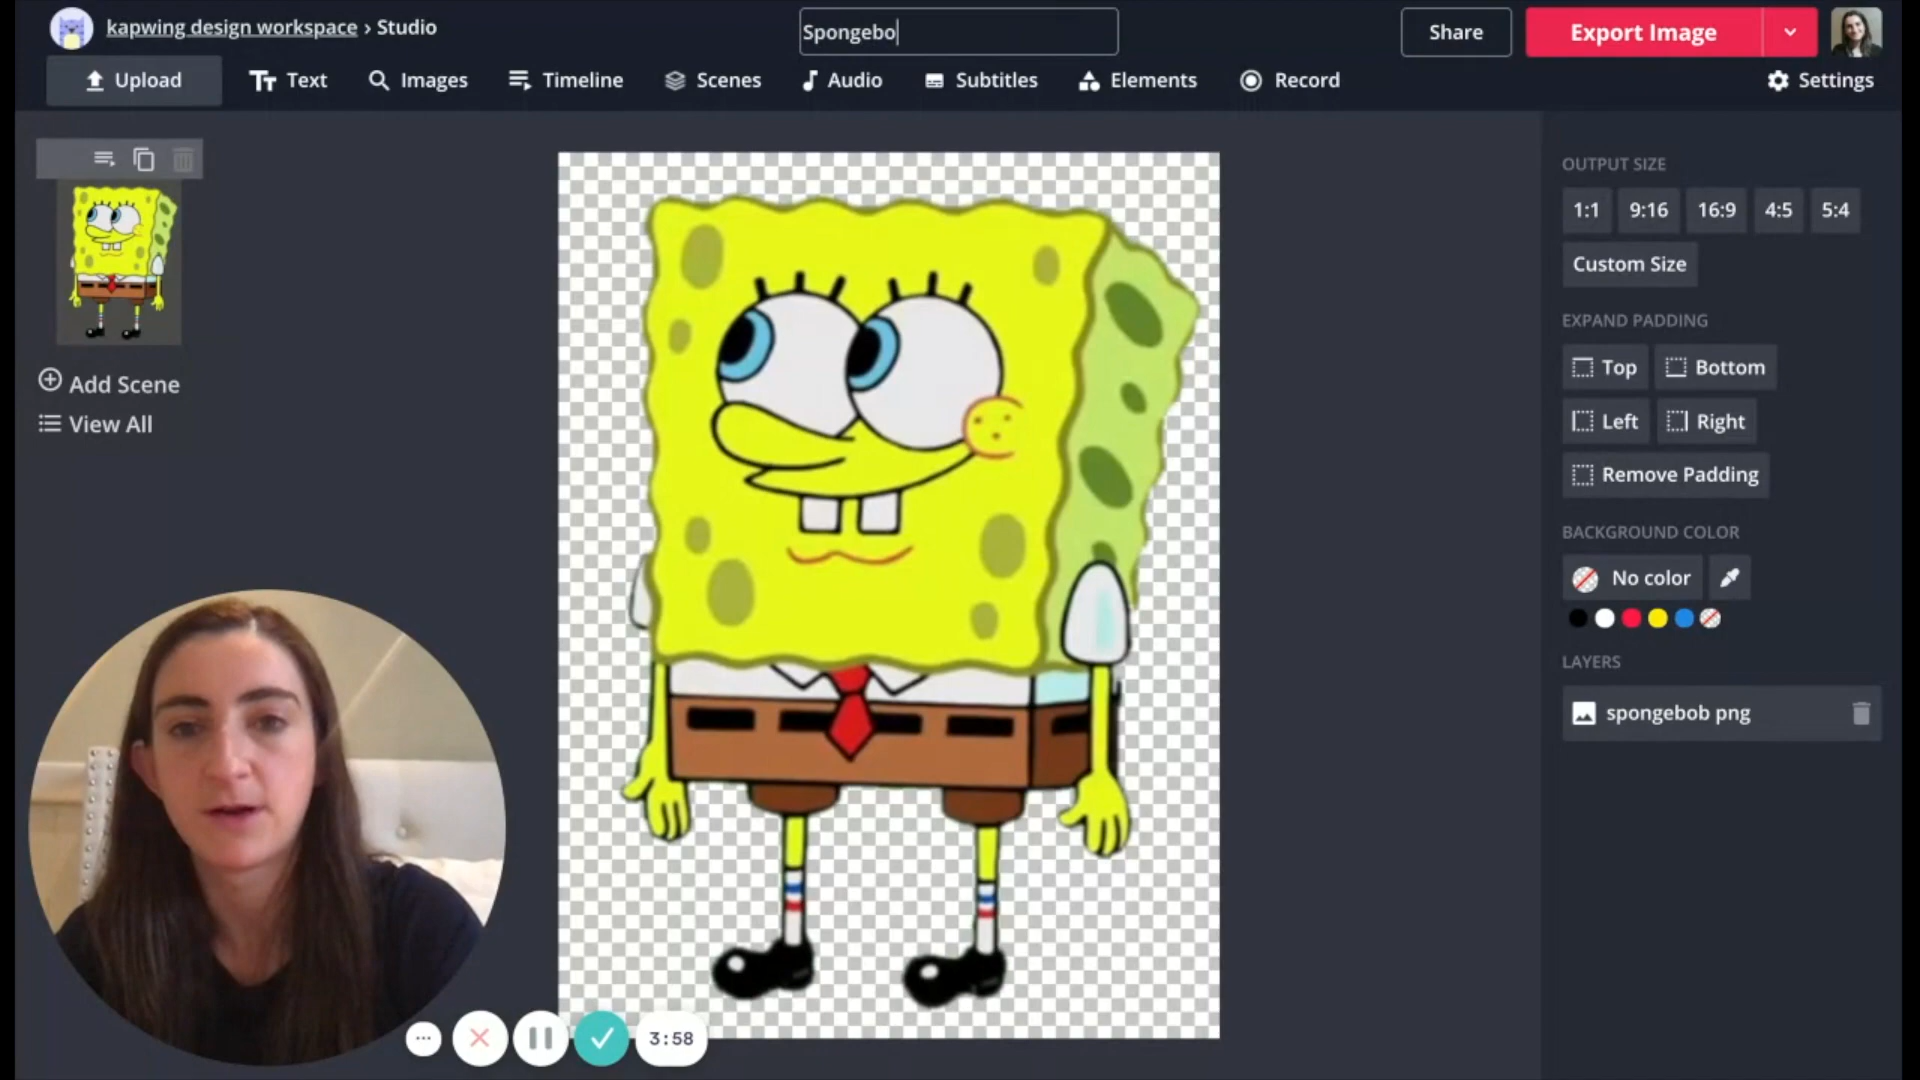 kapwing design workspace › Studio
Spongebo
Share
Export Image
Upload
Text
Images
Timeline
Scenes
Audio
Subtitles
Elements
Record
Settings
Add Scene
View All
OUTPUT SIZE
1:1 9:16 16:9 4:5 5:4
Custom Size
EXPAND PADDING
Top Bottom
Left Right
Remove Padding
BACKGROUND COLOR
No color
LAYERS
spongebob png
3:58